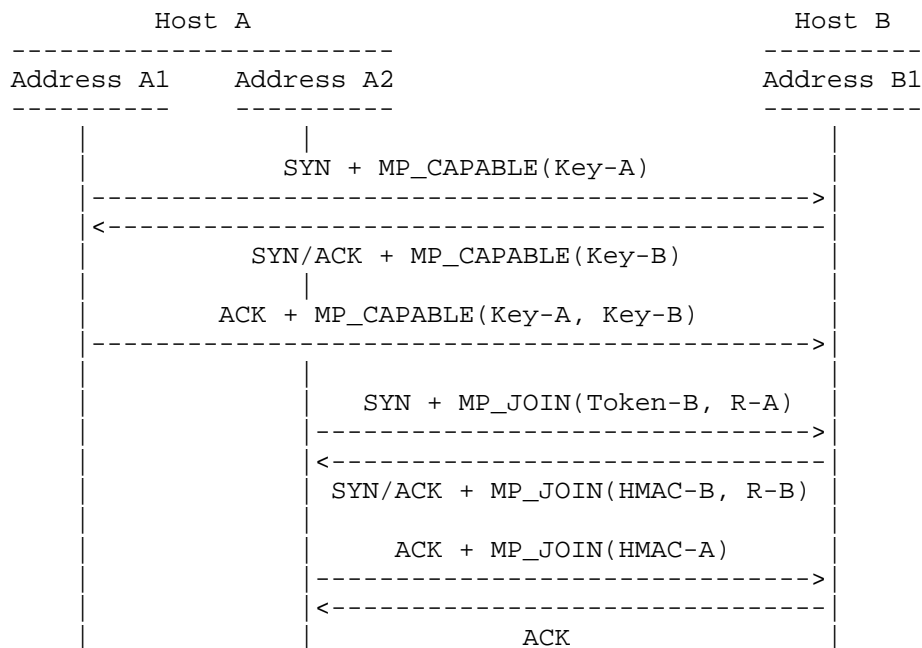 Host A Host B
------------------------ ----------
Address A1 Address A2 Address B1
---------- ---------- ----------
SYN + MP_CAPABLE(Key-A)
SYN/ACK + MP_CAPABLE(Key-B)
ACK + MP_CAPABLE(Key-A, Key-B)
SYN + MP_JOIN(Token-B, R-A)
SYN/ACK + MP_JOIN(HMAC-B, R-B)
ACK + MP_JOIN(HMAC-A)
ACK